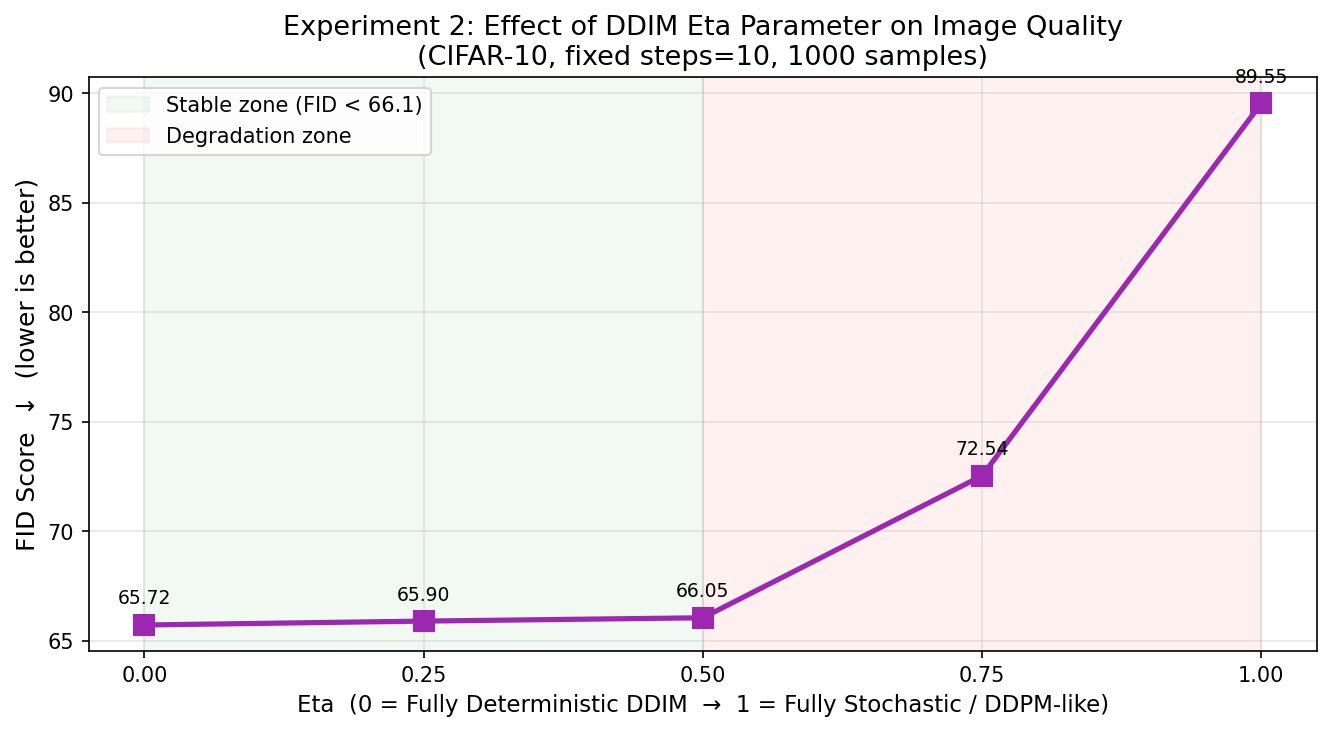 Experiment 2: Effect of DDIM Eta Parameter on Image Quality
(CIFAR-10, fixed steps=10, 1000 samples)
Stable zone (FID < 66.1)
Degradation zone
FID Score ↓ (lower is better)
90
85
80
75
70
65
65.72
65.90
66.05
72.54
89.55
0.00
0.25
0.50
0.75
1.00
Eta (0 = Fully Deterministic DDIM → 1 = Fully Stochastic / DDPM-like)